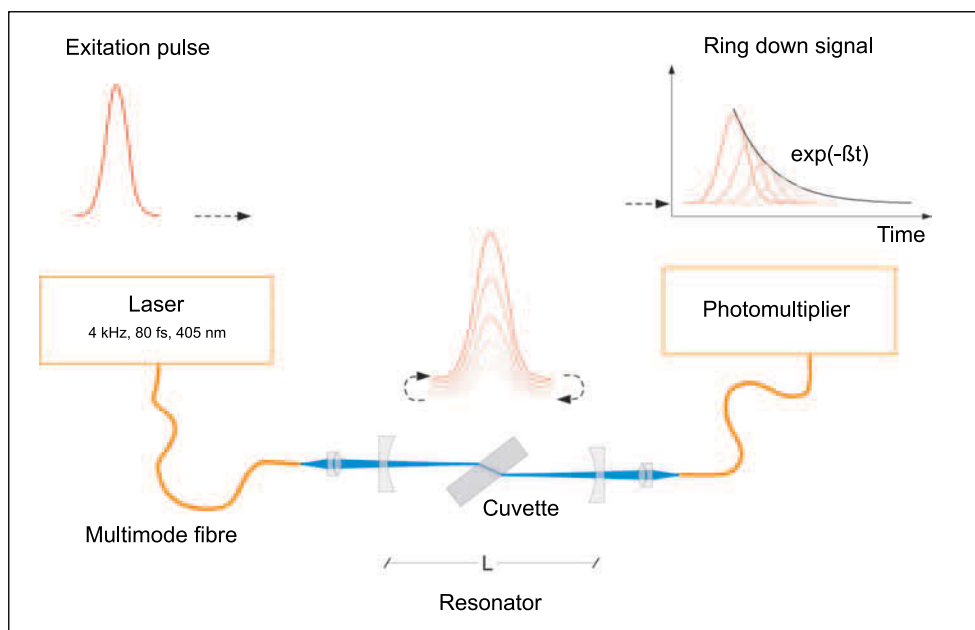 Exitation pulse
Ring down signal
exp(-ßt)
Time
Laser
4 kHz, 80 fs, 405 nm
Photomultiplier
Cuvette
Multimode fibre
L
Resonator